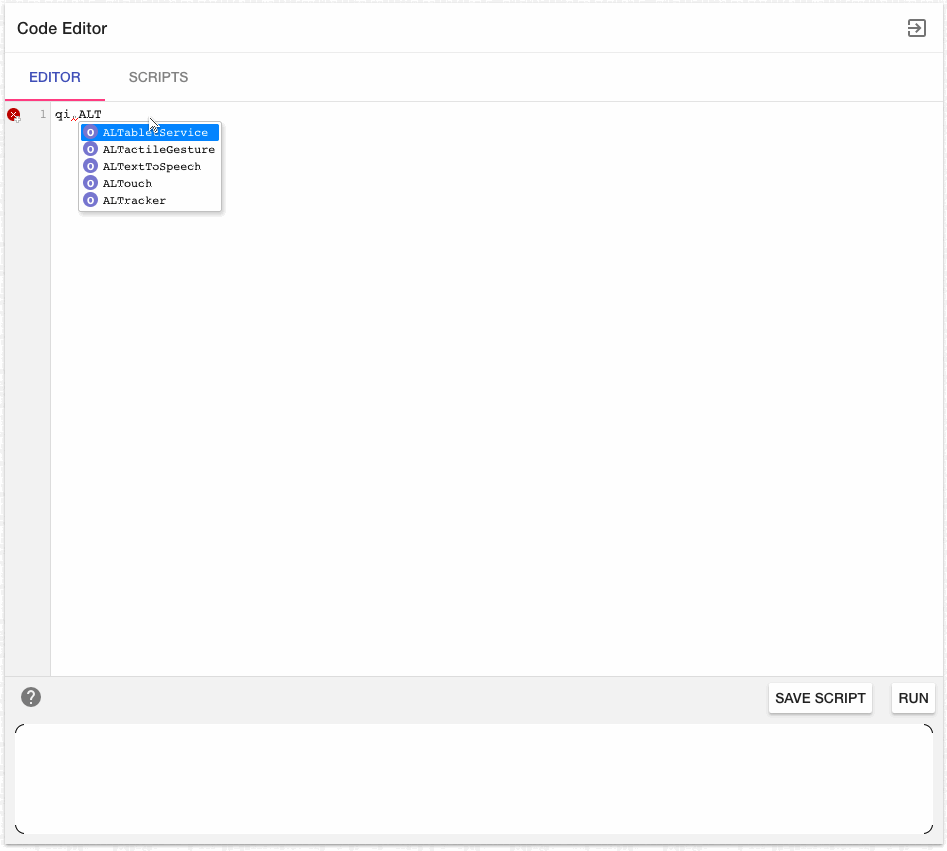 Code Editor
EDITOR SCRIPTS
1 qi.ALT
O ALTabletService
O ALTactileGesture
O ALTextToSpeech
O ALTouch
O ALTracker
? SAVE SCRIPT RUN